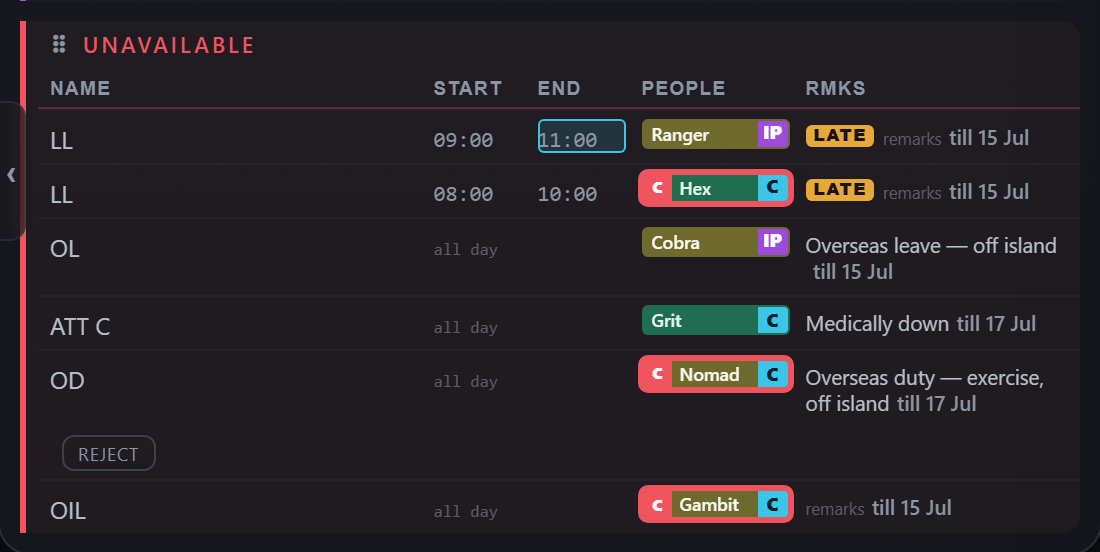 UNAVAILABLE
NAME START END PEOPLE RMKS
LL 09:00 11:00 Ranger IP LATE remarks till 15 Jul
LL 08:00 10:00 C Hex C LATE remarks till 15 Jul
OL all day Cobra IP Overseas leave — off island
till 15 Jul
ATT C all day Grit C Medically down till 17 Jul
OD all day C Nomad C Overseas duty — exercise,
off island till 17 Jul
REJECT
OIL all day C Gambit C remarks till 15 Jul